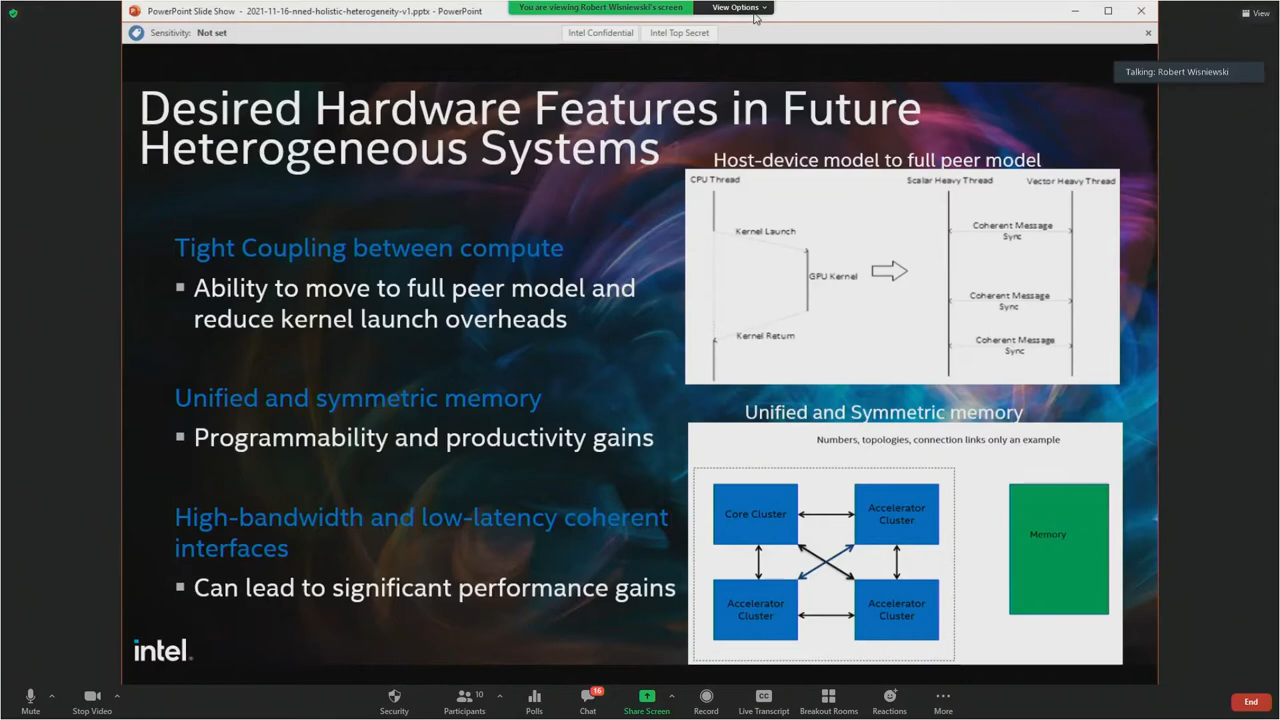 PowerPoint Slide Show - 2021-11-16-nned-holistic-heterogeneity-v1.pptx - PowerPoint
You are viewing Robert Wisniewski's screen
View Options
View
Sensitivity: Not set
Intel Confidential
Intel Top Secret
Talking: Robert Wisniewski
Desired Hardware Features in Future
Heterogeneous Systems
Tight Coupling between compute
▪ Ability to move to full peer model and
reduce kernel launch overheads
Unified and symmetric memory
▪ Programmability and productivity gains
High-bandwidth and low-latency coherent
interfaces
▪ Can lead to significant performance gains
intel.
Host-device model to full peer model
CPU Thread
Scalar Heavy Thread
Vector Heavy Thread
Kernel Launch
GPU Kernel
Kernel Return
Coherent Message
Sync
Coherent Message
Sync
Coherent Message
Sync
Unified and Symmetric memory
Numbers, topologies, connection links only an example
Core Cluster
Accelerator
Cluster
Accelerator
Cluster
Accelerator
Cluster
Memory
Mute
Stop Video
Security
10
Participants
Polls
16
Chat
Share Screen
Record
CC
Live Transcript
Breakout Rooms
Reactions
More
End